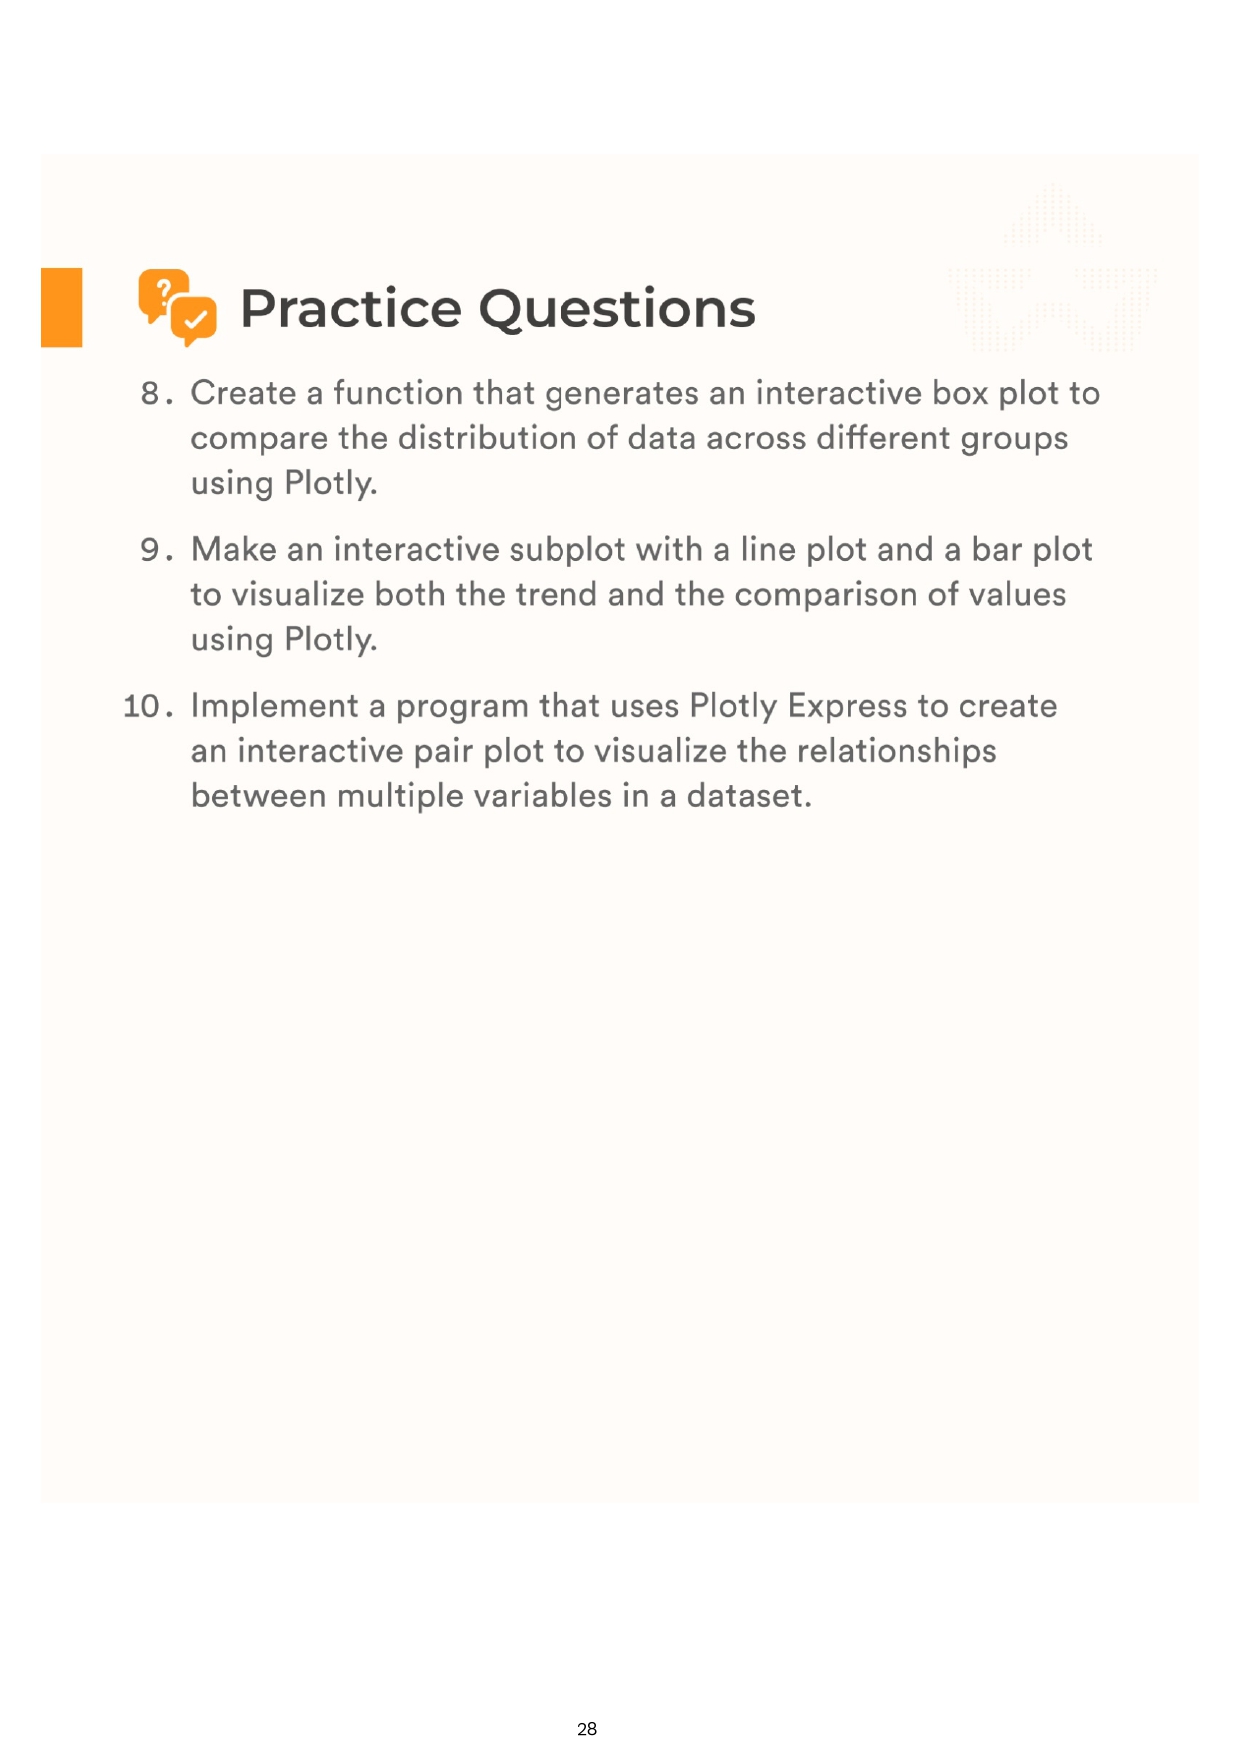 Practice Questions
8. Create a function that generates an interactive box plot to
compare the distribution of data across different groups
using Plotly.
9. Make an interactive subplot with a line plot and a bar plot
to visualize both the trend and the comparison of values
using Plotly.
10. Implement a program that uses Plotly Express to create
an interactive pair plot to visualize the relationships
between multiple variables in a dataset.
28